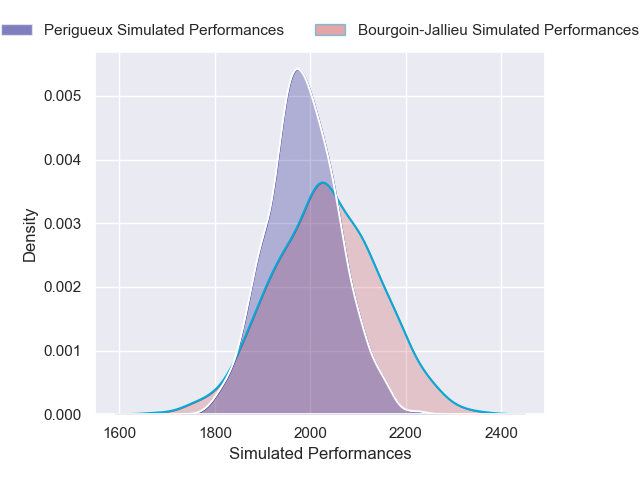 Perigueux Simulated Performances
Bourgoin-Jallieu Simulated Performances
0.005
0.004
0.003
0.002
0.001
0.000
Density
1600
1800
2000
2200
2400
Simulated Performances